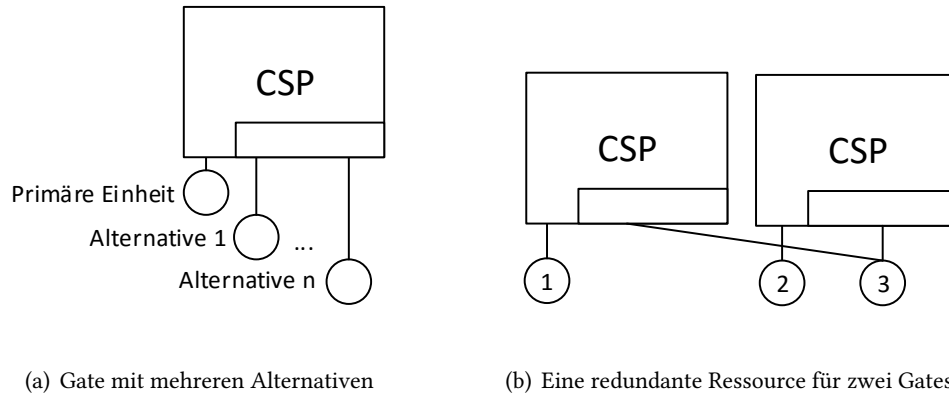 CSP
Primäre Einheit
Alternative 1
...
Alternative n
CSP
CSP
1
2
3
(a) Gate mit mehreren Alternativen
(b) Eine redundante Ressource für zwei Gates